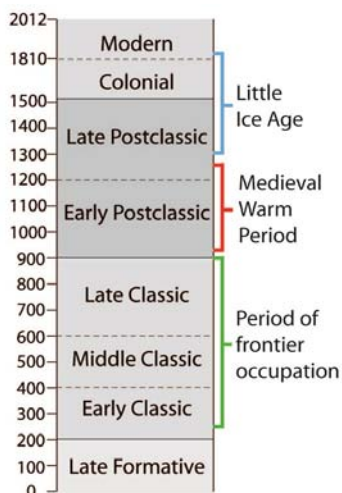 2012
Modern
1810
Colonial
1500
1400
Late Postclassic
1300
1200
1100
Early Postclassic
1000
900
800
Late Classic
700
600
500
Middle Classic
400
300
Early Classic
200
100
Late Formative
0
Little
Ice Age
Medieval
Warm
Period
Period of
frontier
occupation